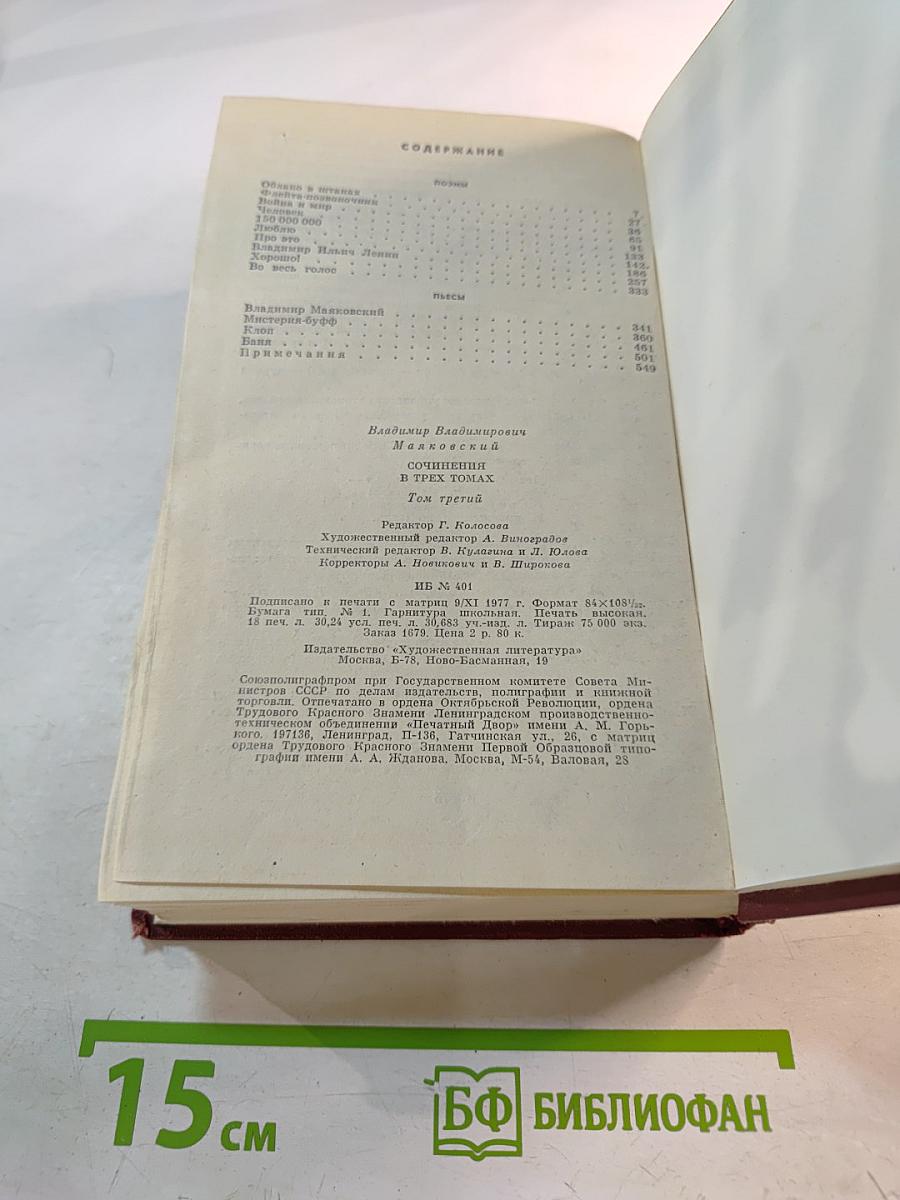 СОДЕРЖАНИЕ
ПОЭМЫ
Облако в штанах . . . 7
Флейта-позвоночник . . . 27
Война и мир . . . 36
Человек . . . 65
150 000 000 . . . 91
Люблю . . . 133
Про это . . . 142
Владимир Ильич Ленин . . . 186
Хорошо! . . . 257
Во весь голос . . . 333
ПЬЕСЫ
Владимир Маяковский . . . 341
Мистерия-буфф . . . 360
Клоп . . . 461
Баня . . . 501
Примечания . . . 549
Владимир Владимирович
Маяковский
СОЧИНЕНИЯ
В ТРЕХ ТОМАХ
Том третий
Редактор Г. Колосова
Художественный редактор А. Виноградов
Технический редактор В. Кулагина и Л. Юлова
Корректоры А. Новикович и В. Широкова
ИБ № 401
Подписано к печати с матриц 9/XI 1977 г. Формат 84×108¹/₃₂.
Бумага тип. № 1. Гарнитура школьная. Печать высокая.
18 печ. л. 30,24 усл. печ. л. 30,683 уч.-изд. л. Тираж 75 000 экз.
Заказ 1679. Цена 2 р. 80 к.
Издательство «Художественная литература»
Москва, Б-78, Ново-Басманная, 19
Союзполиграфпром при Государственном комитете Совета Ми-
нистров СССР по делам издательств, полиграфии и книжной
торговли. Отпечатано в ордена Октябрьской Революции, ордена
Трудового Красного Знамени Ленинградском производственно-
техническом объединении «Печатный Двор» имени А. М. Горь-
кого. 197136, Ленинград, П-136, Гатчинская ул., 26, с матриц
ордена Трудового Красного Знамени Первой Образцовой типо-
графии имени А. А. Жданова. Москва, М-54, Валовая, 28
15 см
БФ БИБЛИОФАН